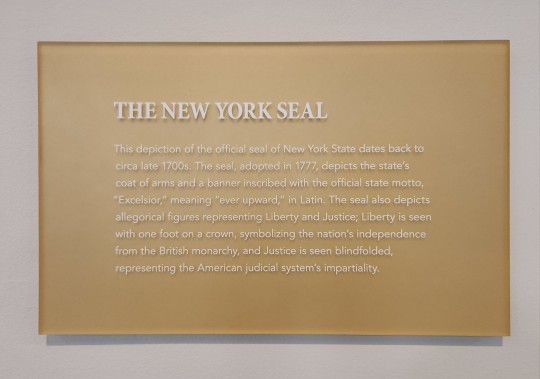 THE NEW YORK SEAL
This depiction of the official seal of New York State dates back to
circa late 1700s. The seal, adopted in 1777, depicts the state's
coat of arms and a banner inscribed with the official state motto,
"Excelsior," meaning "ever upward," in Latin. The seal also depicts
allegorical figures representing Liberty and Justice; Liberty is seen
with one foot on a crown, symbolizing the nation's independence
from the British monarchy, and Justice is seen blindfolded,
representing the American judicial system's impartiality.